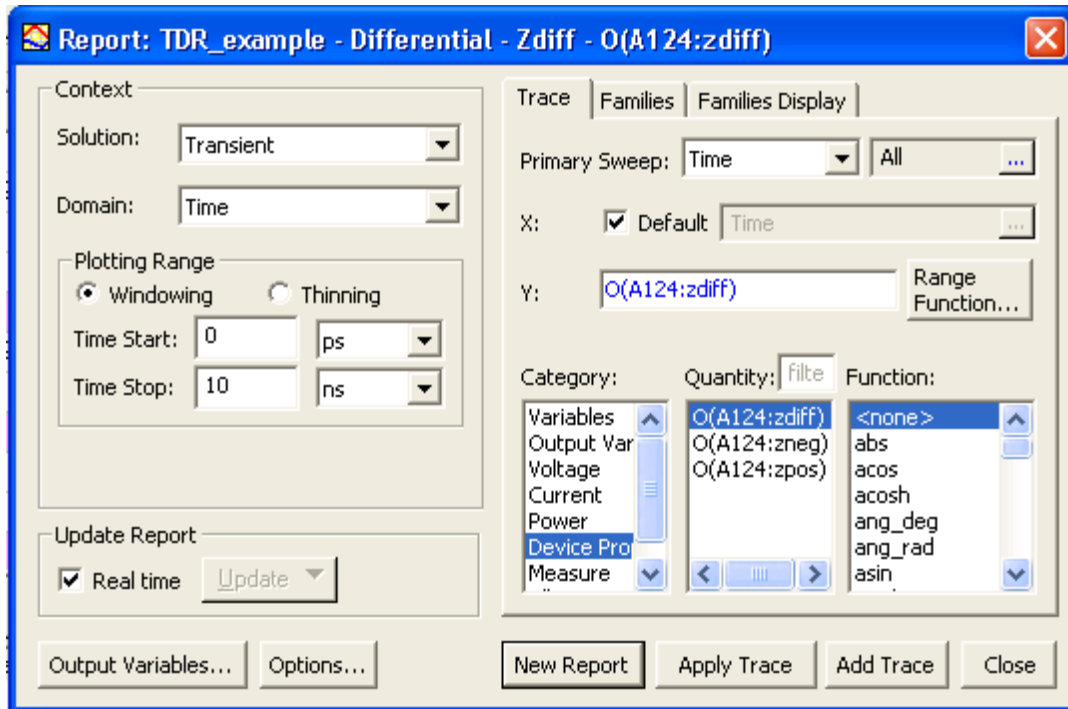 Report: TDR_example - Differential - Zdiff - O(A124:zdiff)
Context
Solution: Transient
Domain: Time
Plotting Range
Windowing Thinning
Time Start: 0 ps
Time Stop: 10 ns
Update Report
Real time Update
Output Variables... Options...
Trace Families Families Display
Primary Sweep: Time All ...
X: Default Time ...
Y: O(A124:zdiff) Range Function...
Category: Quantity: filte Function:
Variables O(A124:zdiff) <none>
Output Var O(A124:zneg) abs
Voltage O(A124:zpos) acos
Current acosh
Power ang_deg
Device Pro ang_rad
Measure asin
New Report Apply Trace Add Trace Close